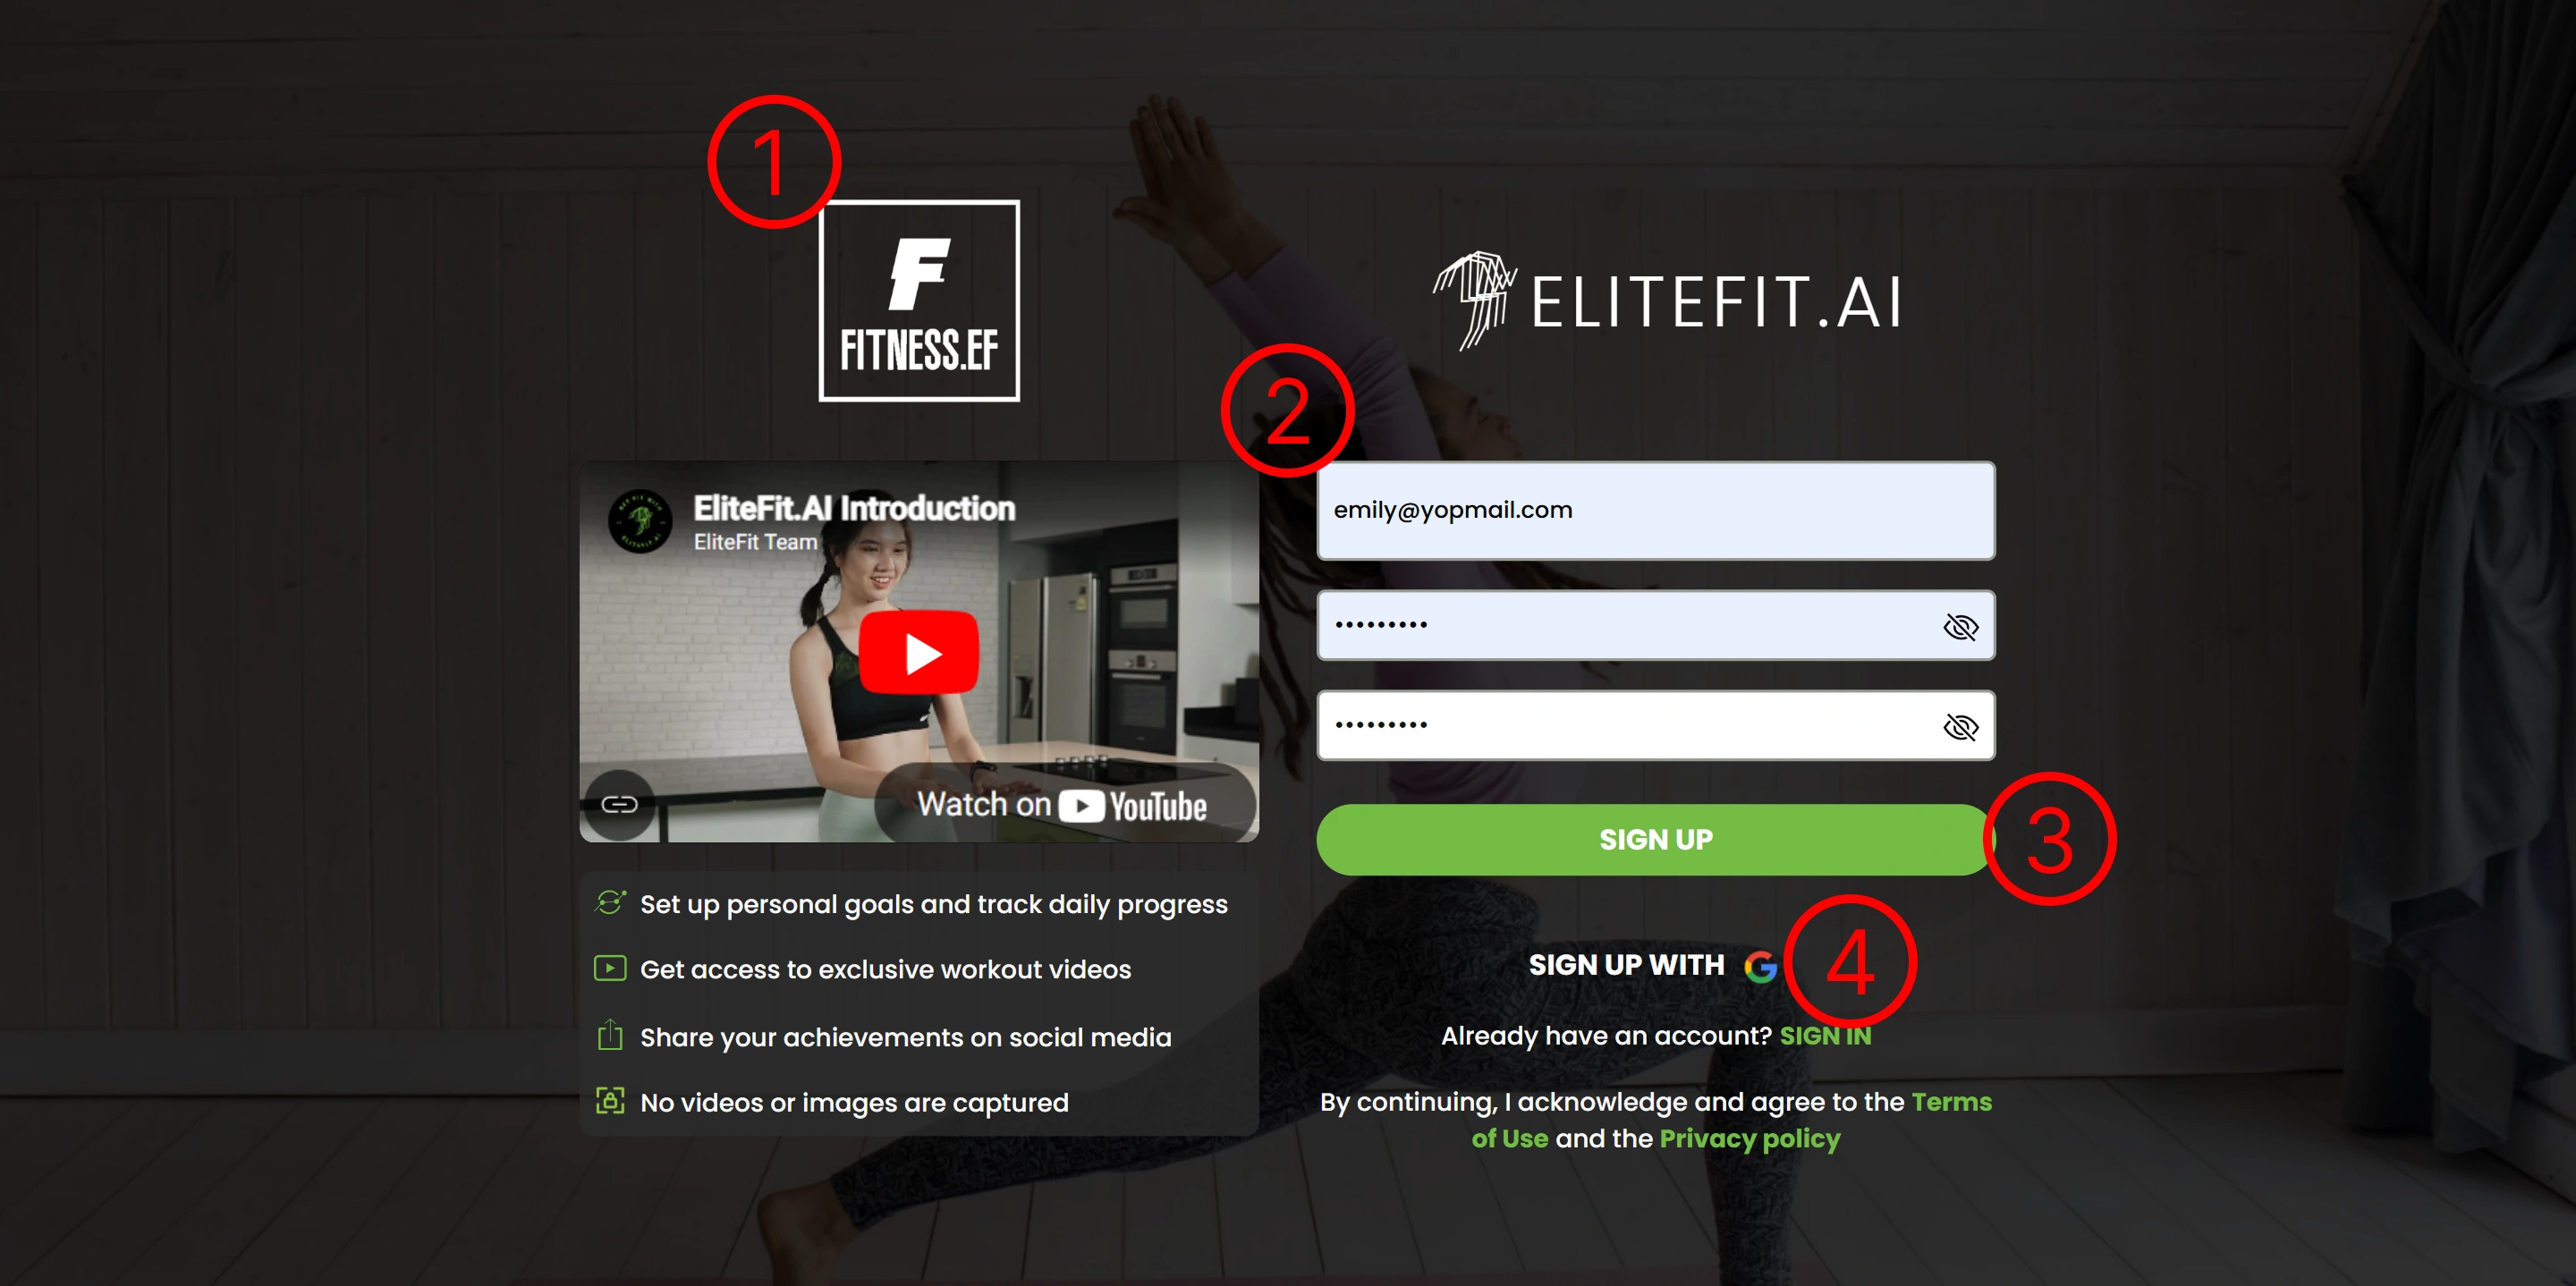 1
F
FITNESS.EF
ELITEFIT.AI
2
EliteFit.AI Introduction
EliteFit Team
Watch on YouTube
Set up personal goals and track daily progress
Get access to exclusive workout videos
Share your achievements on social media
No videos or images are captured
emily@yopmail.com
•••••••••
•••••••••
SIGN UP
3
SIGN UP WITH G
4
Already have an account? SIGN IN
By continuing, I acknowledge and agree to the Terms
of Use and the Privacy policy